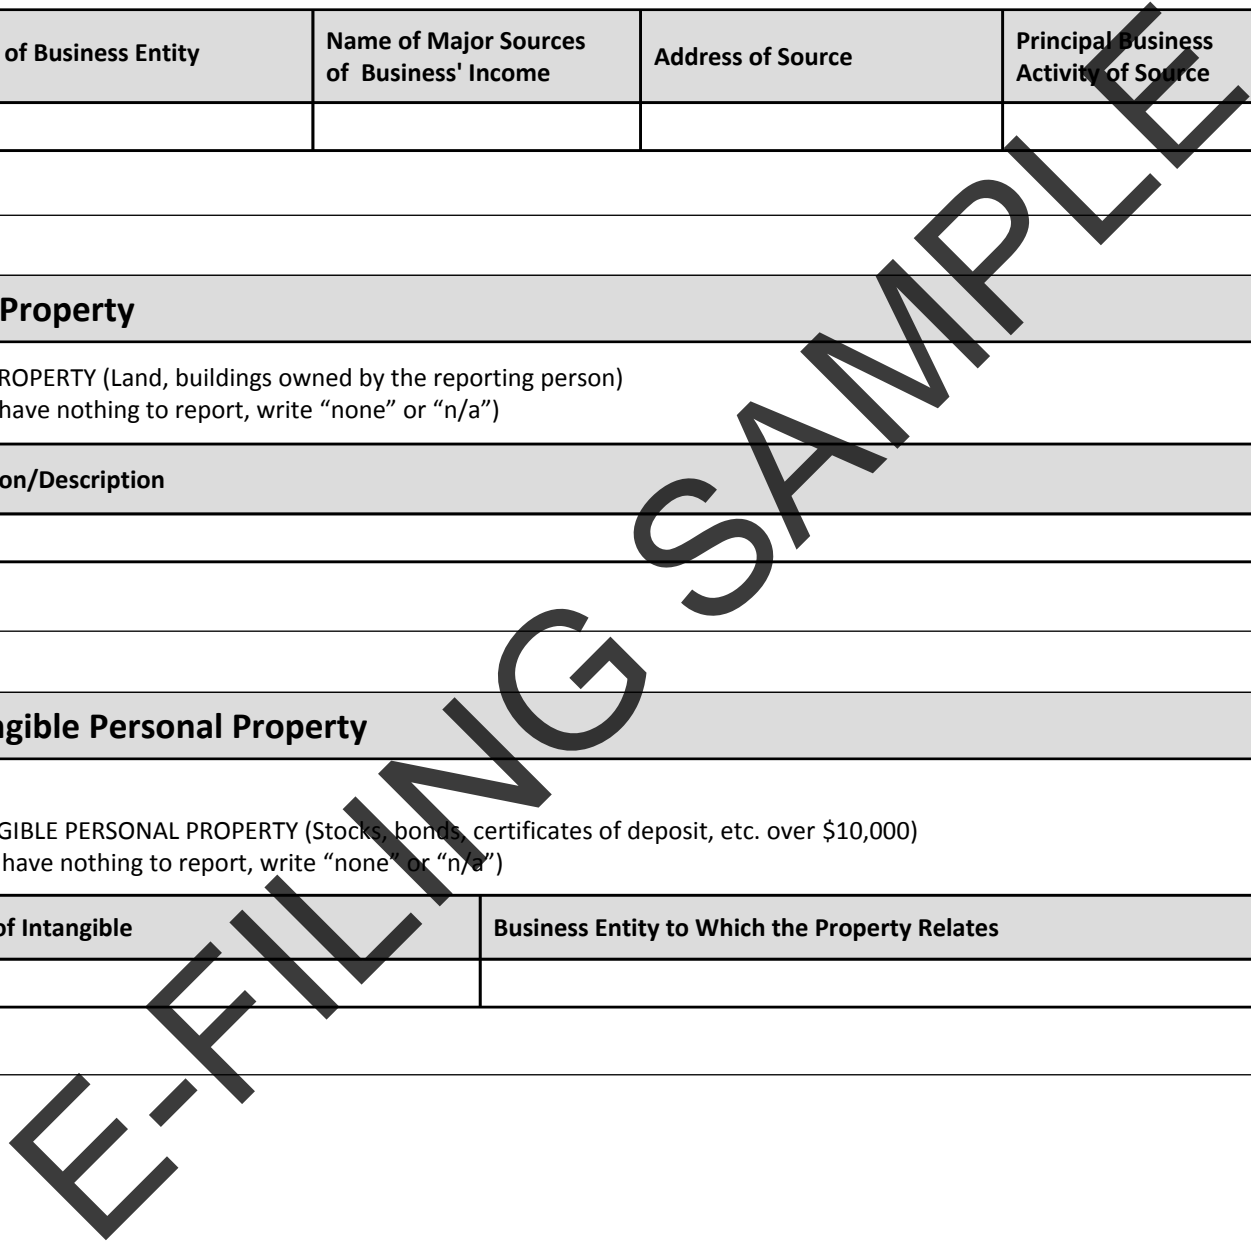 of Business Entity
Name of Major Sources
of Business' Income
Address of Source
Principal Business
Activity of Source
Property
ROPERTY (Land, buildings owned by the reporting person)
have nothing to report, write “none” or “n/a”)
on/Description
ngible Personal Property
GIBLE PERSONAL PROPERTY (Stocks, bonds, certificates of deposit, etc. over $10,000)
have nothing to report, write “none” or “n/a”)
of Intangible
Business Entity to Which the Property Relates
E-FILING SAMPLE